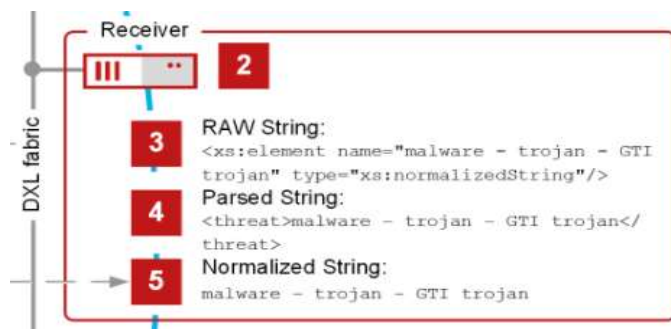 Receiver
2
DXL fabric
3
RAW String:
<xs:element name="malware - trojan - GTI
trojan" type="xs:normalizedString"/>
4
Parsed String:
<threat>malware - trojan - GTI trojan</
threat>
5
Normalized String:
malware - trojan - GTI trojan